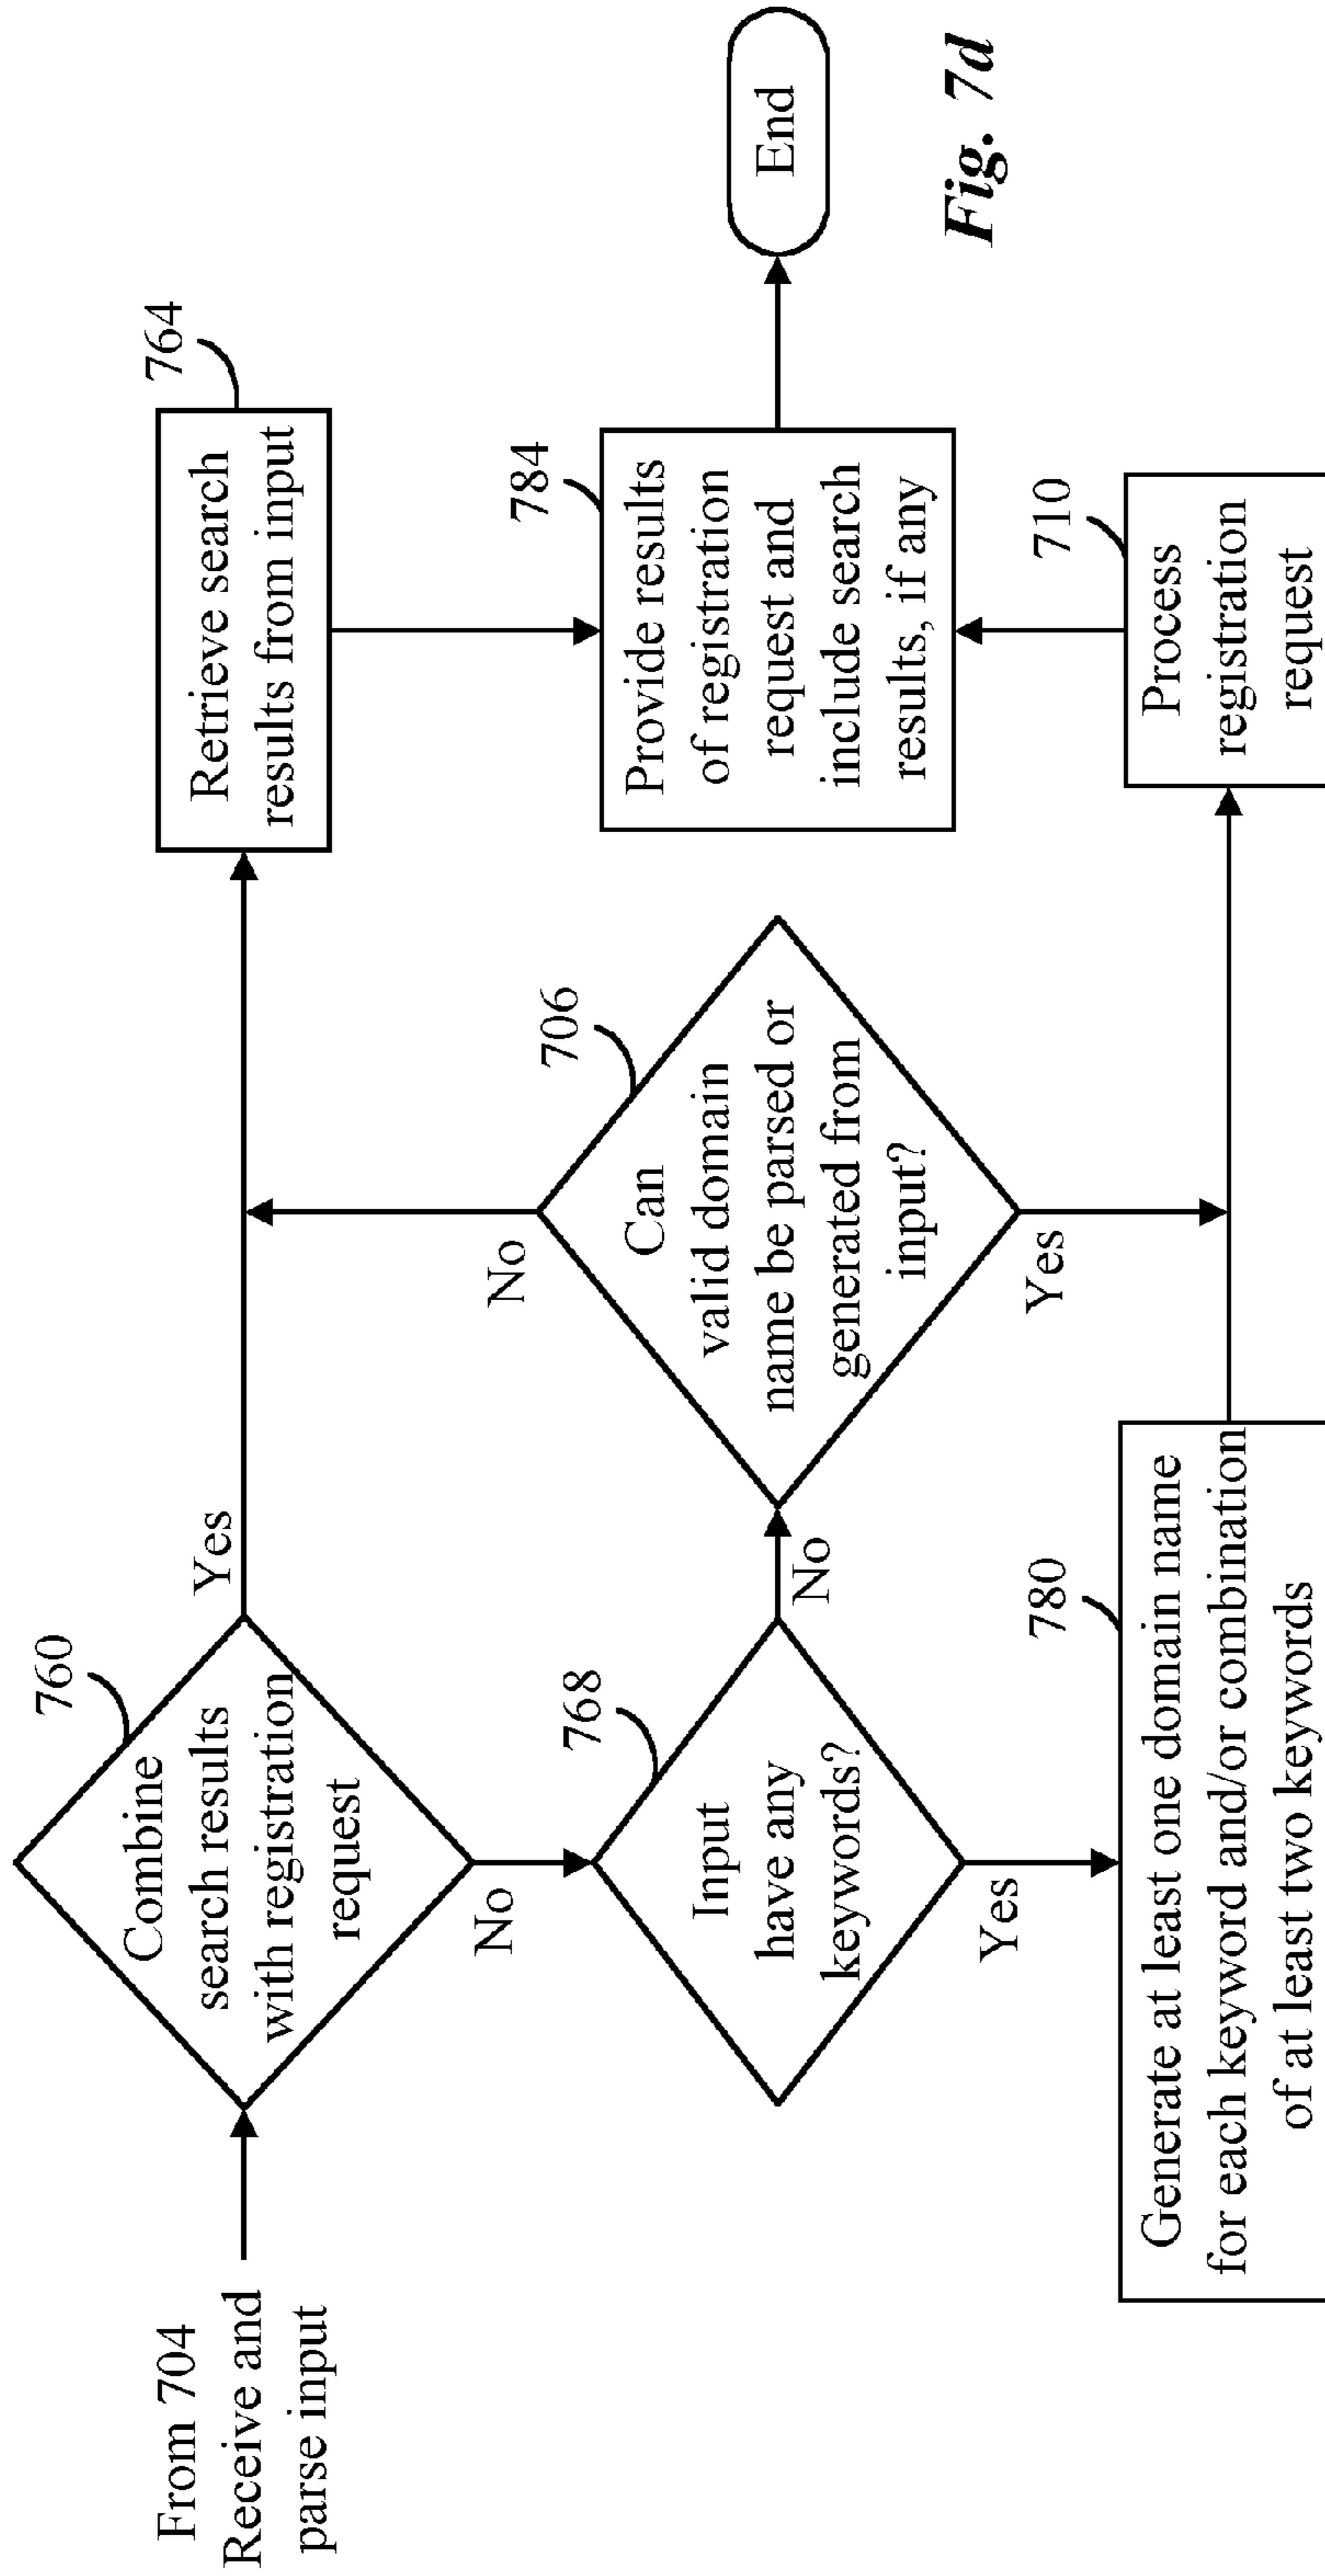 From 704
Receive and
parse input
760
Combine
search results
with registration
request
Yes
No
764
Retrieve search
results from input
768
Input
have any
keywords?
No
Yes
706
Can
valid domain
name be parsed or
generated from
input?
No
Yes
784
Provide results
of registration
request and
include search
results, if any
End
780
Generate at least one domain name
for each keyword and/or combination
of at least two keywords
710
Process
registration
request
Fig. 7d